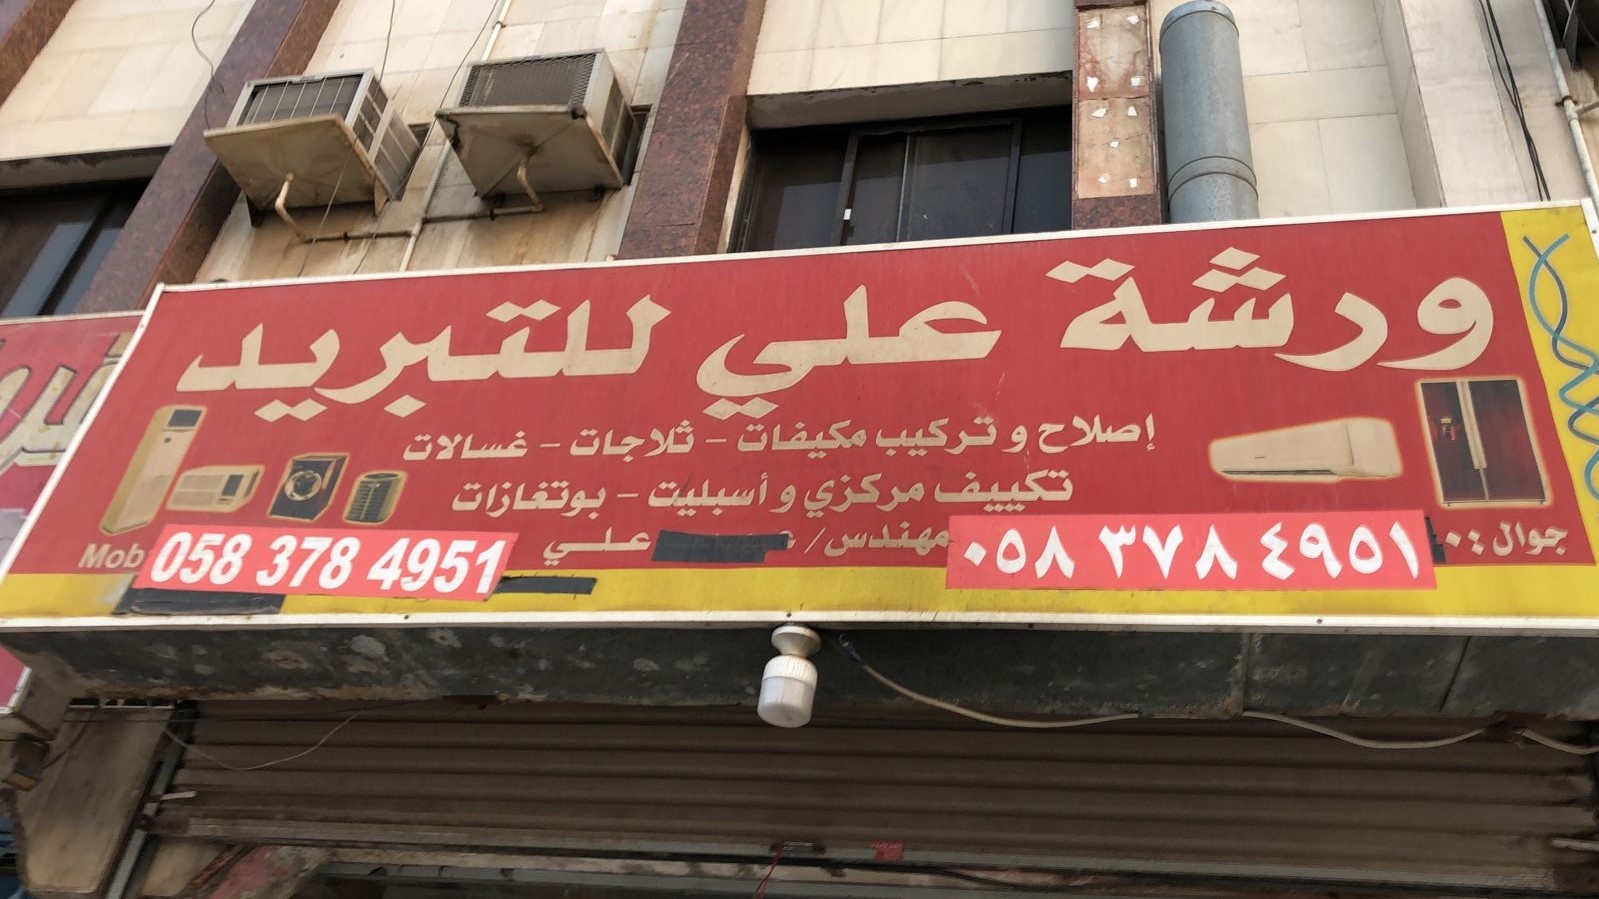 ورشة علي للتبريد
إصلاح و تركيب مكيفات - ثلاجات - غسالات
تكييف مركزي و أسبليت - بوتغازات
جوال : ٠٥٨ ٣٧٨ ٤٩٥١
مهندس/ علي
Mob 058 378 4951